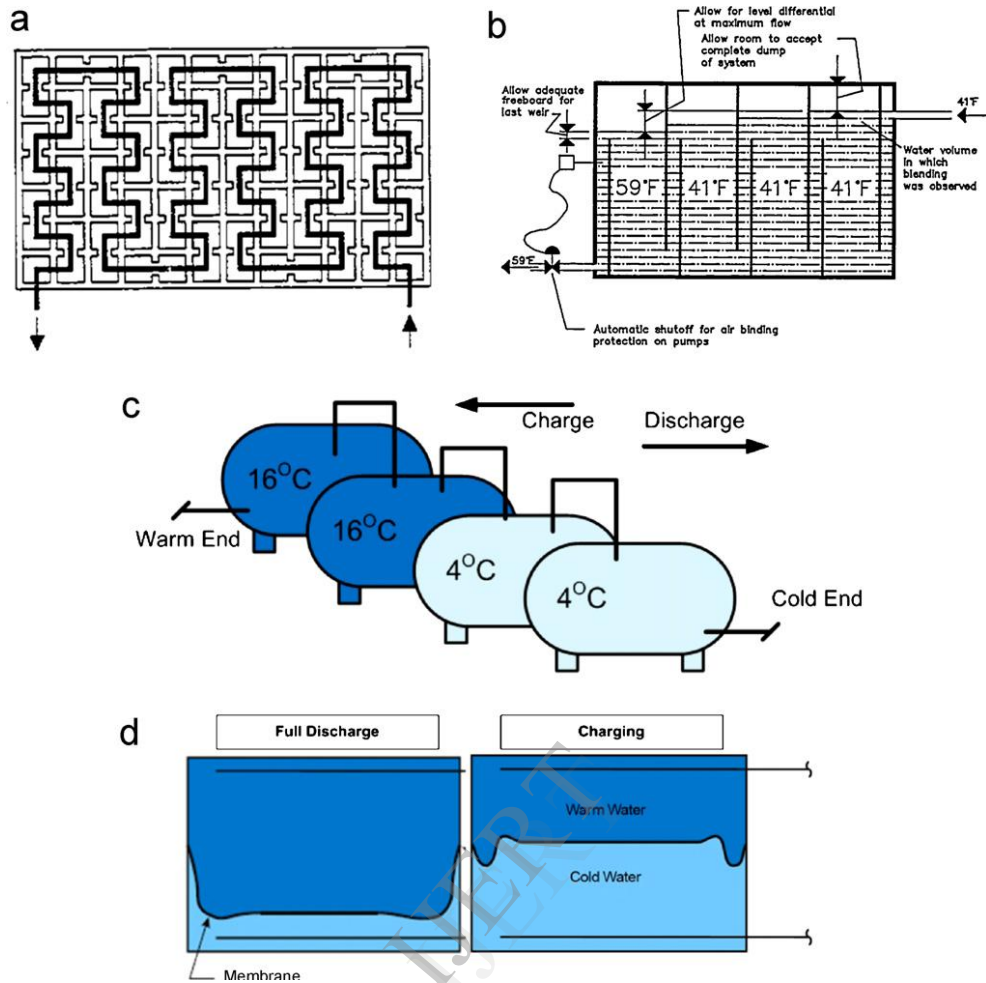 a
b
Allow for level differential
at maximum flow
Allow room to accept
complete dump
of system
Allow adequate
freeboard for
last weir
41°F
Water volume
in which
blending
was observed
59°F
41°F
41°F
41°F
59°F
Automatic shutoff for air binding
protection on pumps
c
Charge
Discharge
16°C
Warm End
16°C
4°C
4°C
Cold End
d
Full Discharge
Charging
Warm Water
Cold Water
Membrane
IJERT